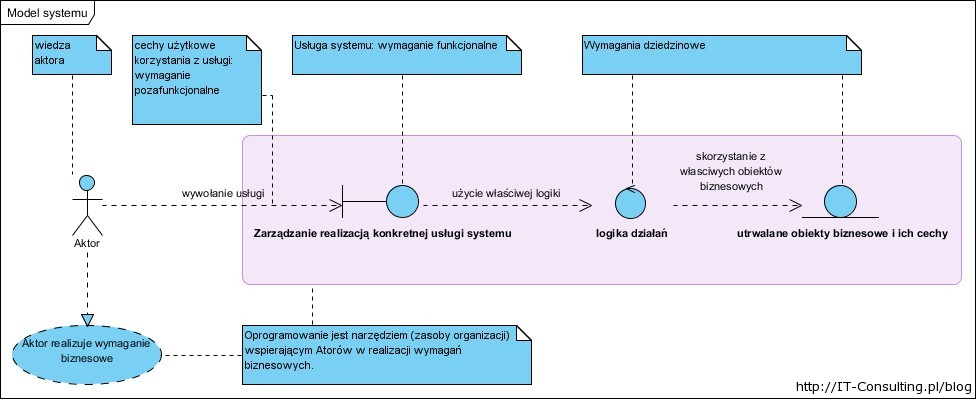 Model systemu
wiedza
aktora
cechy użytkowe
korzystania z usługi:
wymaganie
pozafunkcjonalne
Usługa systemu: wymaganie funkcjonalne
Wymagania dziedzinowe
wywołanie usługi
użycie właściwej logiki
skorzystanie z
własciwych obiektów
biznesowych
Aktor
Zarządzanie realizacją konkretnej usługi systemu
logika działań
utrwalane obiekty biznesowe i ich cechy
Aktor realizuje wymaganie
biznesowe
Oprogramowanie jest narzędziem (zasoby organizacji)
wspierającym Atorów w realizacji wymagań
biznesowych.
http://IT-Consulting.pl/blog